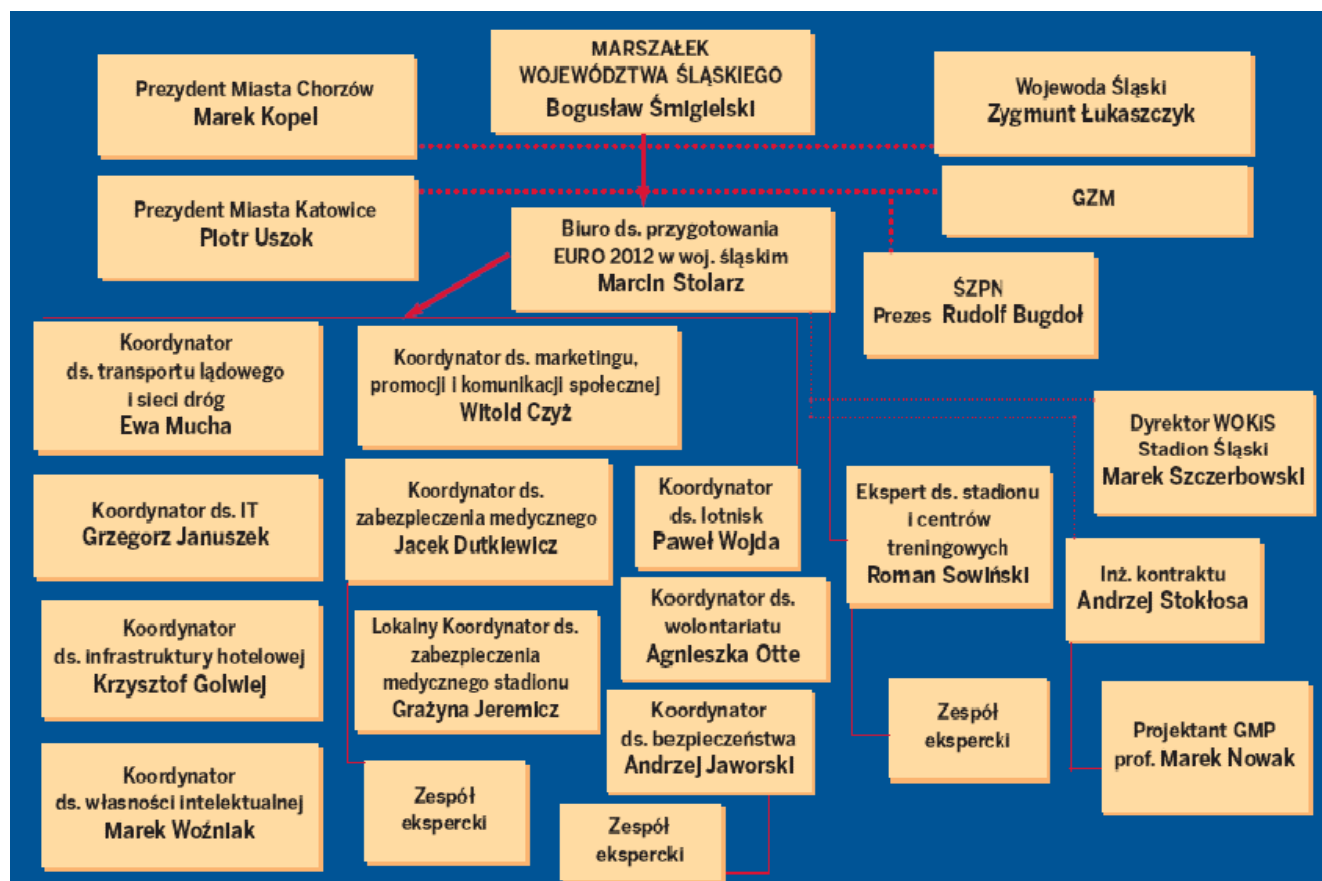 MARSZAŁEK
WOJEWÓDZTWA ŚLĄSKIEGO
Bogusław Śmigielski
Prezydent Miasta Chorzów
Marek Kopel
Wojewoda Śląski
Zygmunt Łukaszczyk
Prezydent Miasta Katowice
Piotr Uszok
GZM
Biuro ds. przygotowania
EURO 2012 w woj. śląskim
Marcin Stolarz
ŚZPN
Prezes Rudolf Bugdoł
Koordynator
ds. transportu lądowego
i sieci dróg
Ewa Mucha
Koordynator ds. marketingu,
promocji i komunikacji społecznej
Witold Czyż
Dyrektor WOKiS
Stadion Śląski
Marek Szczerbowski
Koordynator ds. IT
Grzegorz Januszek
Koordynator ds.
zabezpieczenia medycznego
Jacek Dutkiewicz
Koordynator
ds. lotnisk
Paweł Wojda
Ekspert ds. stadionu
i centrów
treningowych
Roman Sowiński
Inż. kontraktu
Andrzej Stokłosa
Koordynator
ds. infrastruktury hotelowej
Krzysztof Golwiej
Lokalny Koordynator ds.
zabezpieczenia
medycznego stadionu
Grażyna Jeremicz
Koordynator ds.
wolontariatu
Agnieszka Otte
Koordynator
ds. bezpieczeństwa
Andrzej Jaworski
Zespół
ekspercki
Projektant GMP
prof. Marek Nowak
Koordynator
ds. własności intelektualnej
Marek Woźniak
Zespół
ekspercki
Zespół
ekspercki